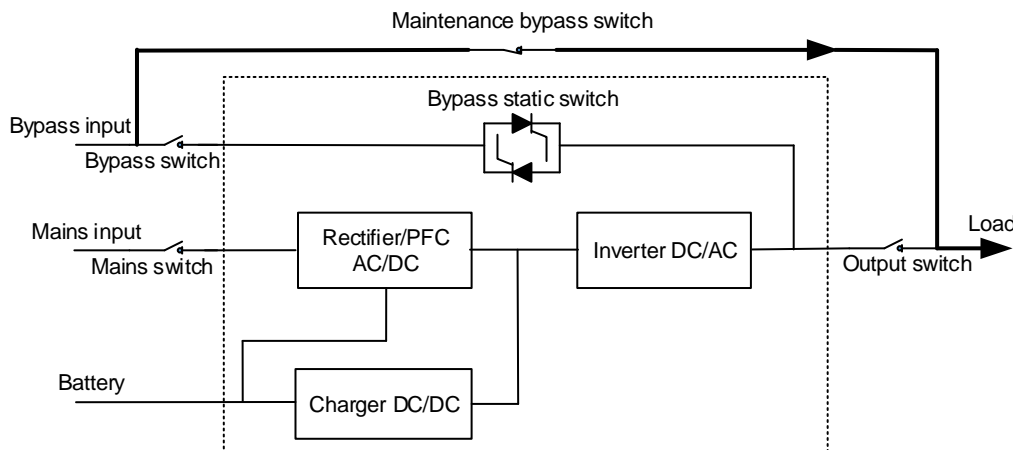 Maintenance bypass switch
Bypass static switch
Bypass input
Bypass switch
Mains input
Mains switch
Rectifier/PFC
AC/DC
Inverter DC/AC
Load
Output switch
Battery
Charger DC/DC